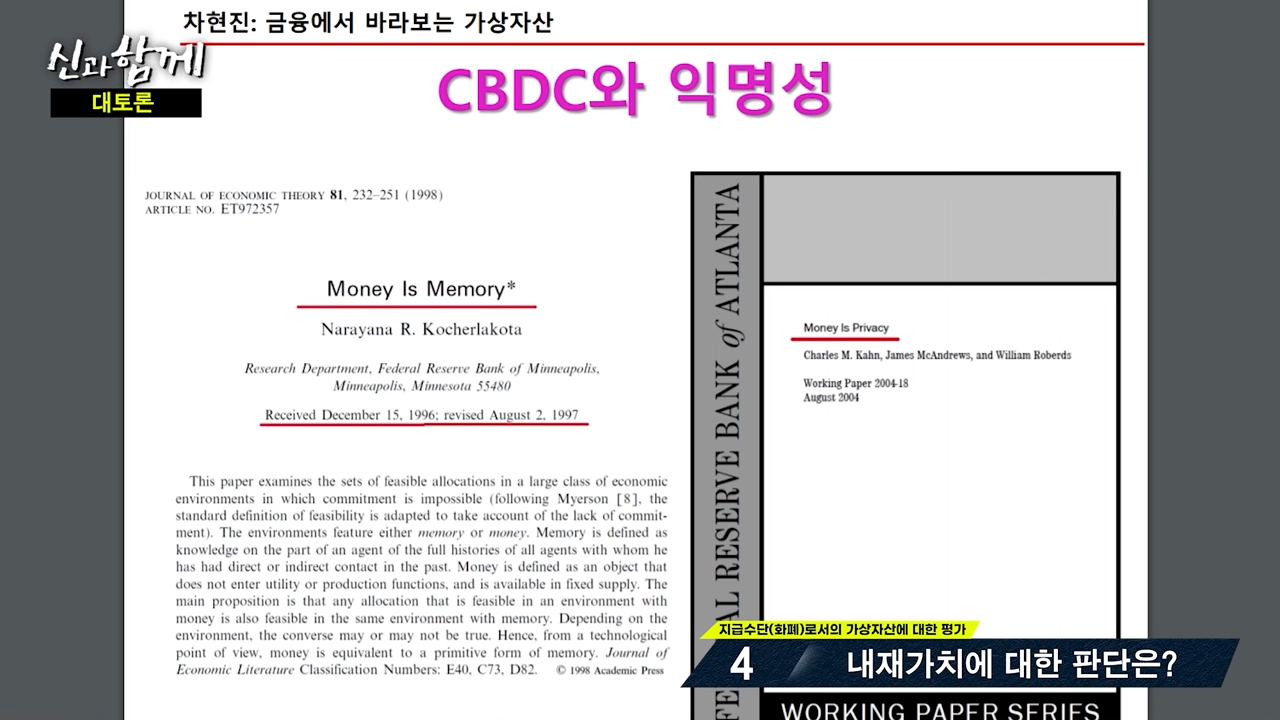 차현진: 금융에서 바라보는 가상자산
신과함께
대토론
CBDC와 익명성
JOURNAL OF ECONOMIC THEORY 81, 232–251 (1998)
ARTICLE NO. ET972357
Money Is Memory*
Narayana R. Kocherlakota
Research Department, Federal Reserve Bank of Minneapolis,
Minneapolis, Minnesota 55480
Received December 15, 1996; revised August 2, 1997
This paper examines the sets of feasible allocations in a large class of economic
environments in which commitment is impossible (following Myerson [8], the
standard definition of feasibility is adapted to take account of the lack of commit-
ment). The environments feature either memory or money. Memory is defined as
knowledge on the part of an agent of the full histories of all agents with whom he
has had direct or indirect contact in the past. Money is defined as an object that
does not enter utility or production functions, and is available in fixed supply. The
main proposition is that any allocation that is feasible in an environment with
money is also feasible in the same environment with memory. Depending on the
environment, the converse may or may not be true. Hence, from a technological
point of view, money is equivalent to a primitive form of memory. Journal of
Economic Literature Classification Numbers: E40, C73, D82. © 1998 Academic Press
FE AL RESERVE BANK of ATLANTA
Money Is Privacy
Charles M. Kahn, James McAndrews, and William Roberds
Working Paper 2004-18
August 2004
WORKING PAPER SERIES
지급수단(화폐)로서의 가상자산에 대한 평가
4 내재가치에 대한 판단은?